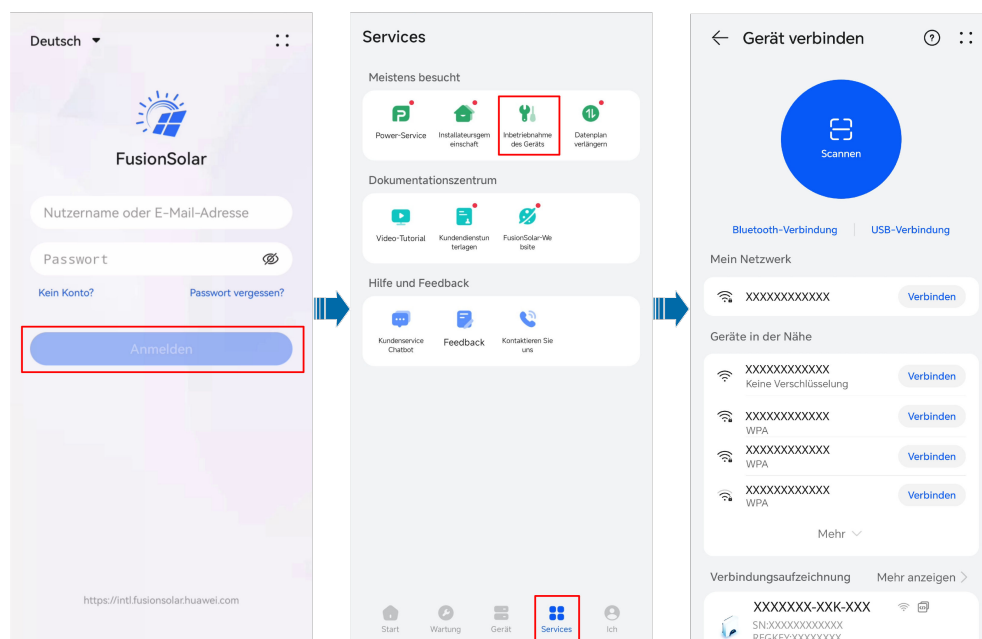 Deutsch
FusionSolar
Nutzername oder E-Mail-Adresse
Passwort
Kein Konto?
Passwort vergessen?
Anmelden
https://intl.fusionsolar.huawei.com
Services
Meistens besucht
Power-Service
Installateursgem
einschaft
Inbetriebnahme
des Geräts
Datenplan
verlängern
Dokumentationszentrum
Video-Tutorial
Kundendienstun
terlagen
FusionSolar-We
bsite
Hilfe und Feedback
Kundenservice
Chatbot
Feedback
Kontaktieren Sie
uns
Start
Wartung
Gerät
Services
Ich
Gerät verbinden
Scannen
Bluetooth-Verbindung
USB-Verbindung
Mein Netzwerk
XXXXXXXXXXXX
Verbinden
Geräte in der Nähe
XXXXXXXXXXXX
Keine Verschlüsselung
Verbinden
XXXXXXXXXXXX
WPA
Verbinden
XXXXXXXXXXXX
WPA
Verbinden
XXXXXXXXXXXX
WPA
Verbinden
Mehr
Verbindungsaufzeichnung
Mehr anzeigen
XXXXXXX-XXK-XXX
SN:XXXXXXXXXXXX
REGKEY:XXXXXXXX